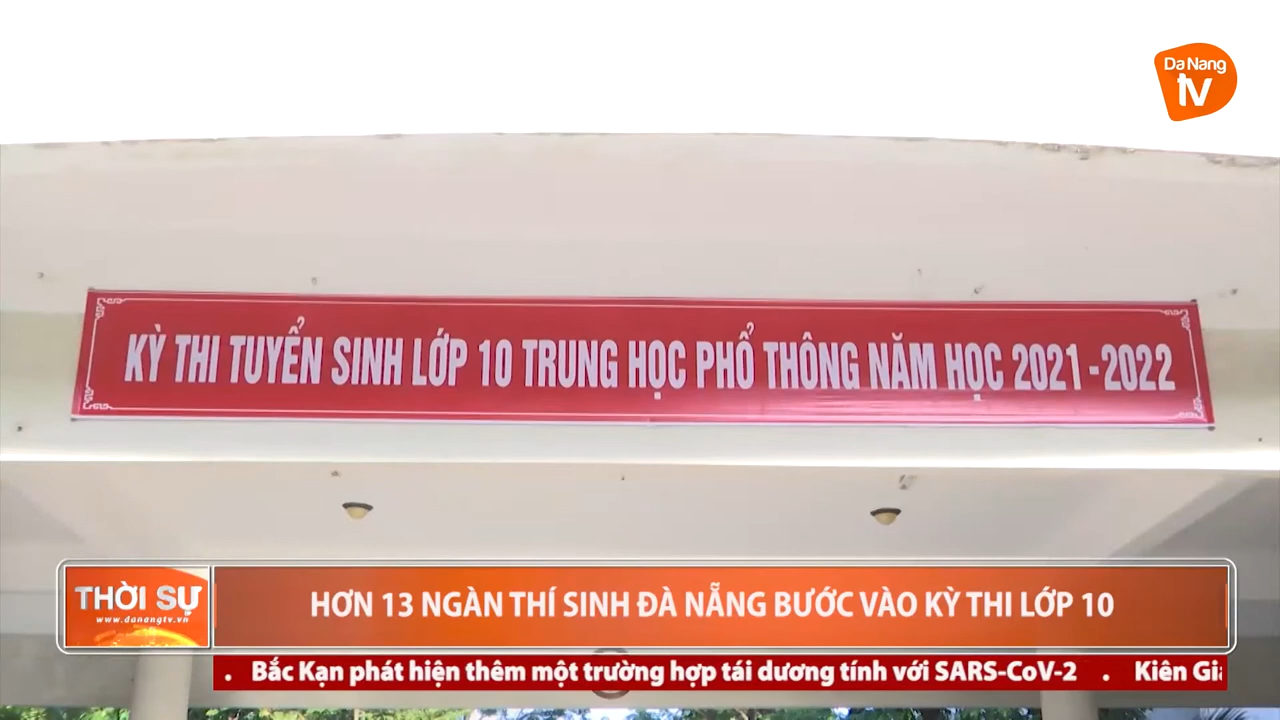 Da Nang
tv
KỲ THI TUYỂN SINH LỚP 10 TRUNG HỌC PHỔ THÔNG NĂM HỌC 2021-2022
THỜI SỰ
www.danangtv.vn
HƠN 13 NGÀN THÍ SINH ĐÀ NẴNG BƯỚC VÀO KỲ THI LỚP 10
. Bắc Kạn phát hiện thêm một trường hợp tái dương tính với SARS-CoV-2 . Kiên